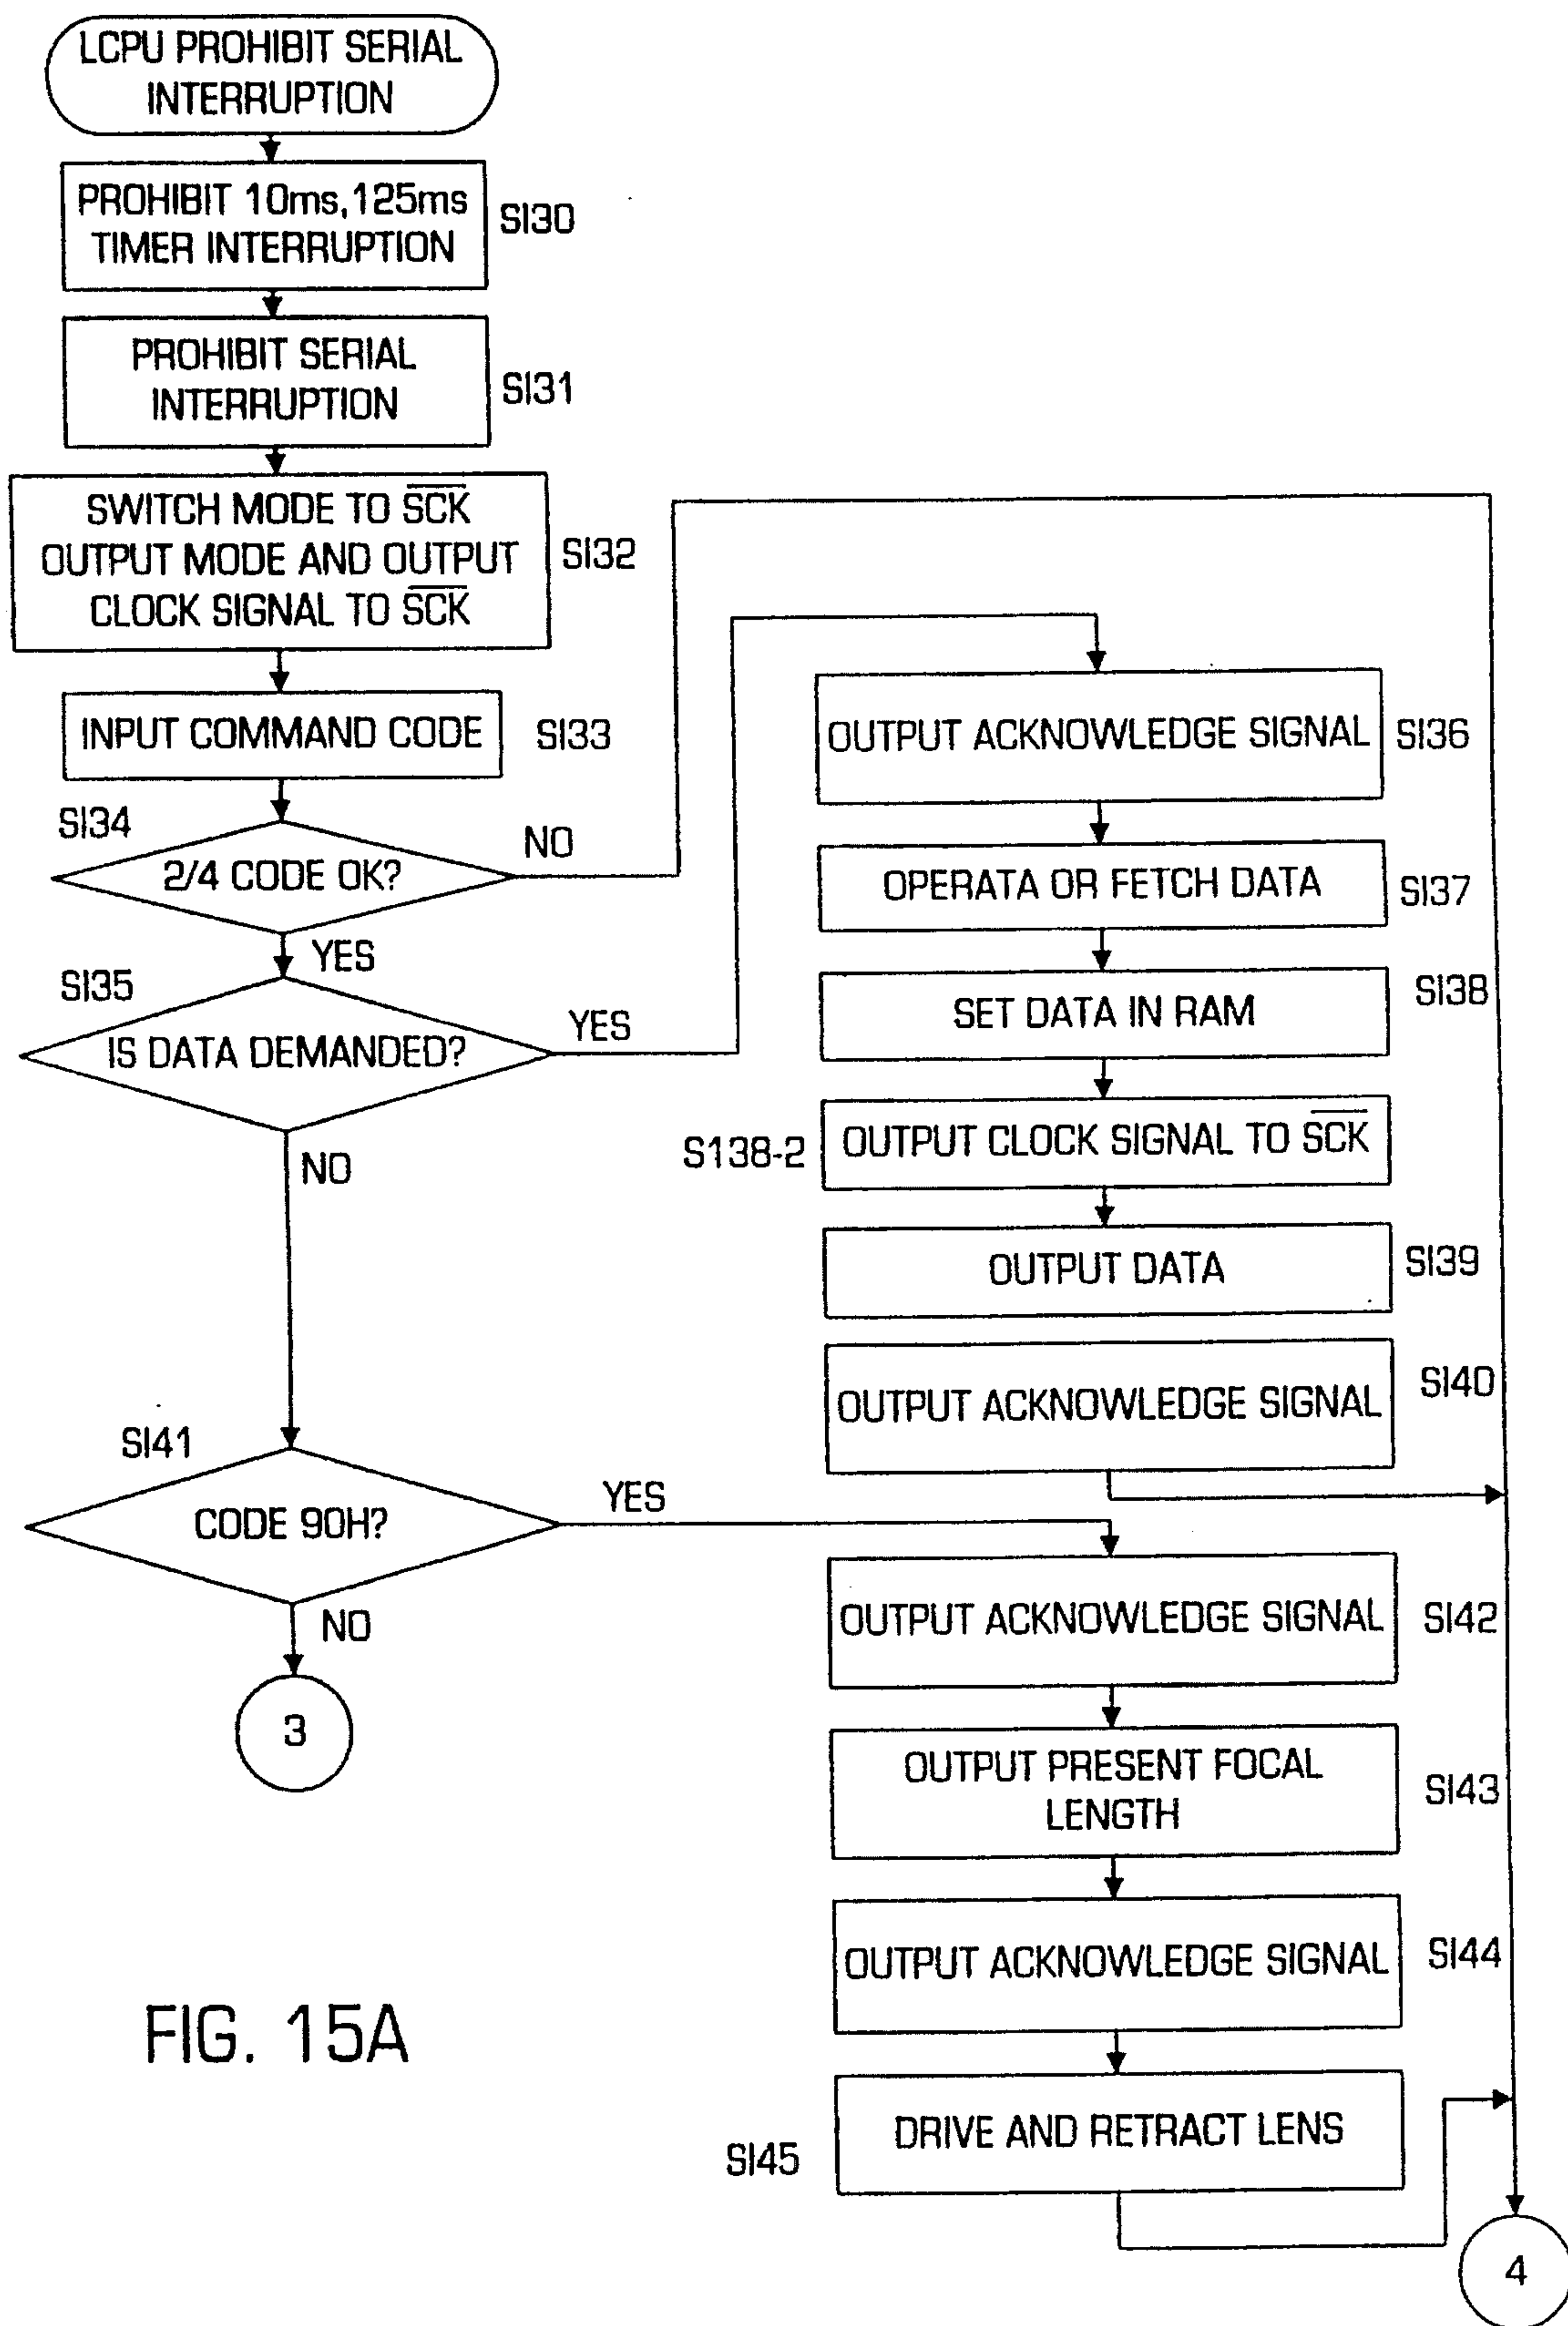 LCPU PROHIBIT SERIAL
INTERRUPTION
PROHIBIT 10ms,125ms
TIMER INTERRUPTION
S130
PROHIBIT SERIAL
INTERRUPTION
S131
SWITCH MODE TO S̅C̅K̅
OUTPUT MODE AND OUTPUT
CLOCK SIGNAL TO S̅C̅K̅
S132
INPUT COMMAND CODE
S133
S134
2/4 CODE OK?
NO
YES
S135
IS DATA DEMANDED?
YES
NO
OUTPUT ACKNOWLEDGE SIGNAL
S136
OPERATA OR FETCH DATA
S137
SET DATA IN RAM
S138
S138-2
OUTPUT CLOCK SIGNAL TO S̅C̅K̅
OUTPUT DATA
S139
OUTPUT ACKNOWLEDGE SIGNAL
S140
S141
CODE 90H?
YES
NO
3
OUTPUT ACKNOWLEDGE SIGNAL
S142
OUTPUT PRESENT FOCAL
LENGTH
S143
OUTPUT ACKNOWLEDGE SIGNAL
S144
DRIVE AND RETRACT LENS
S145
4
FIG. 15A